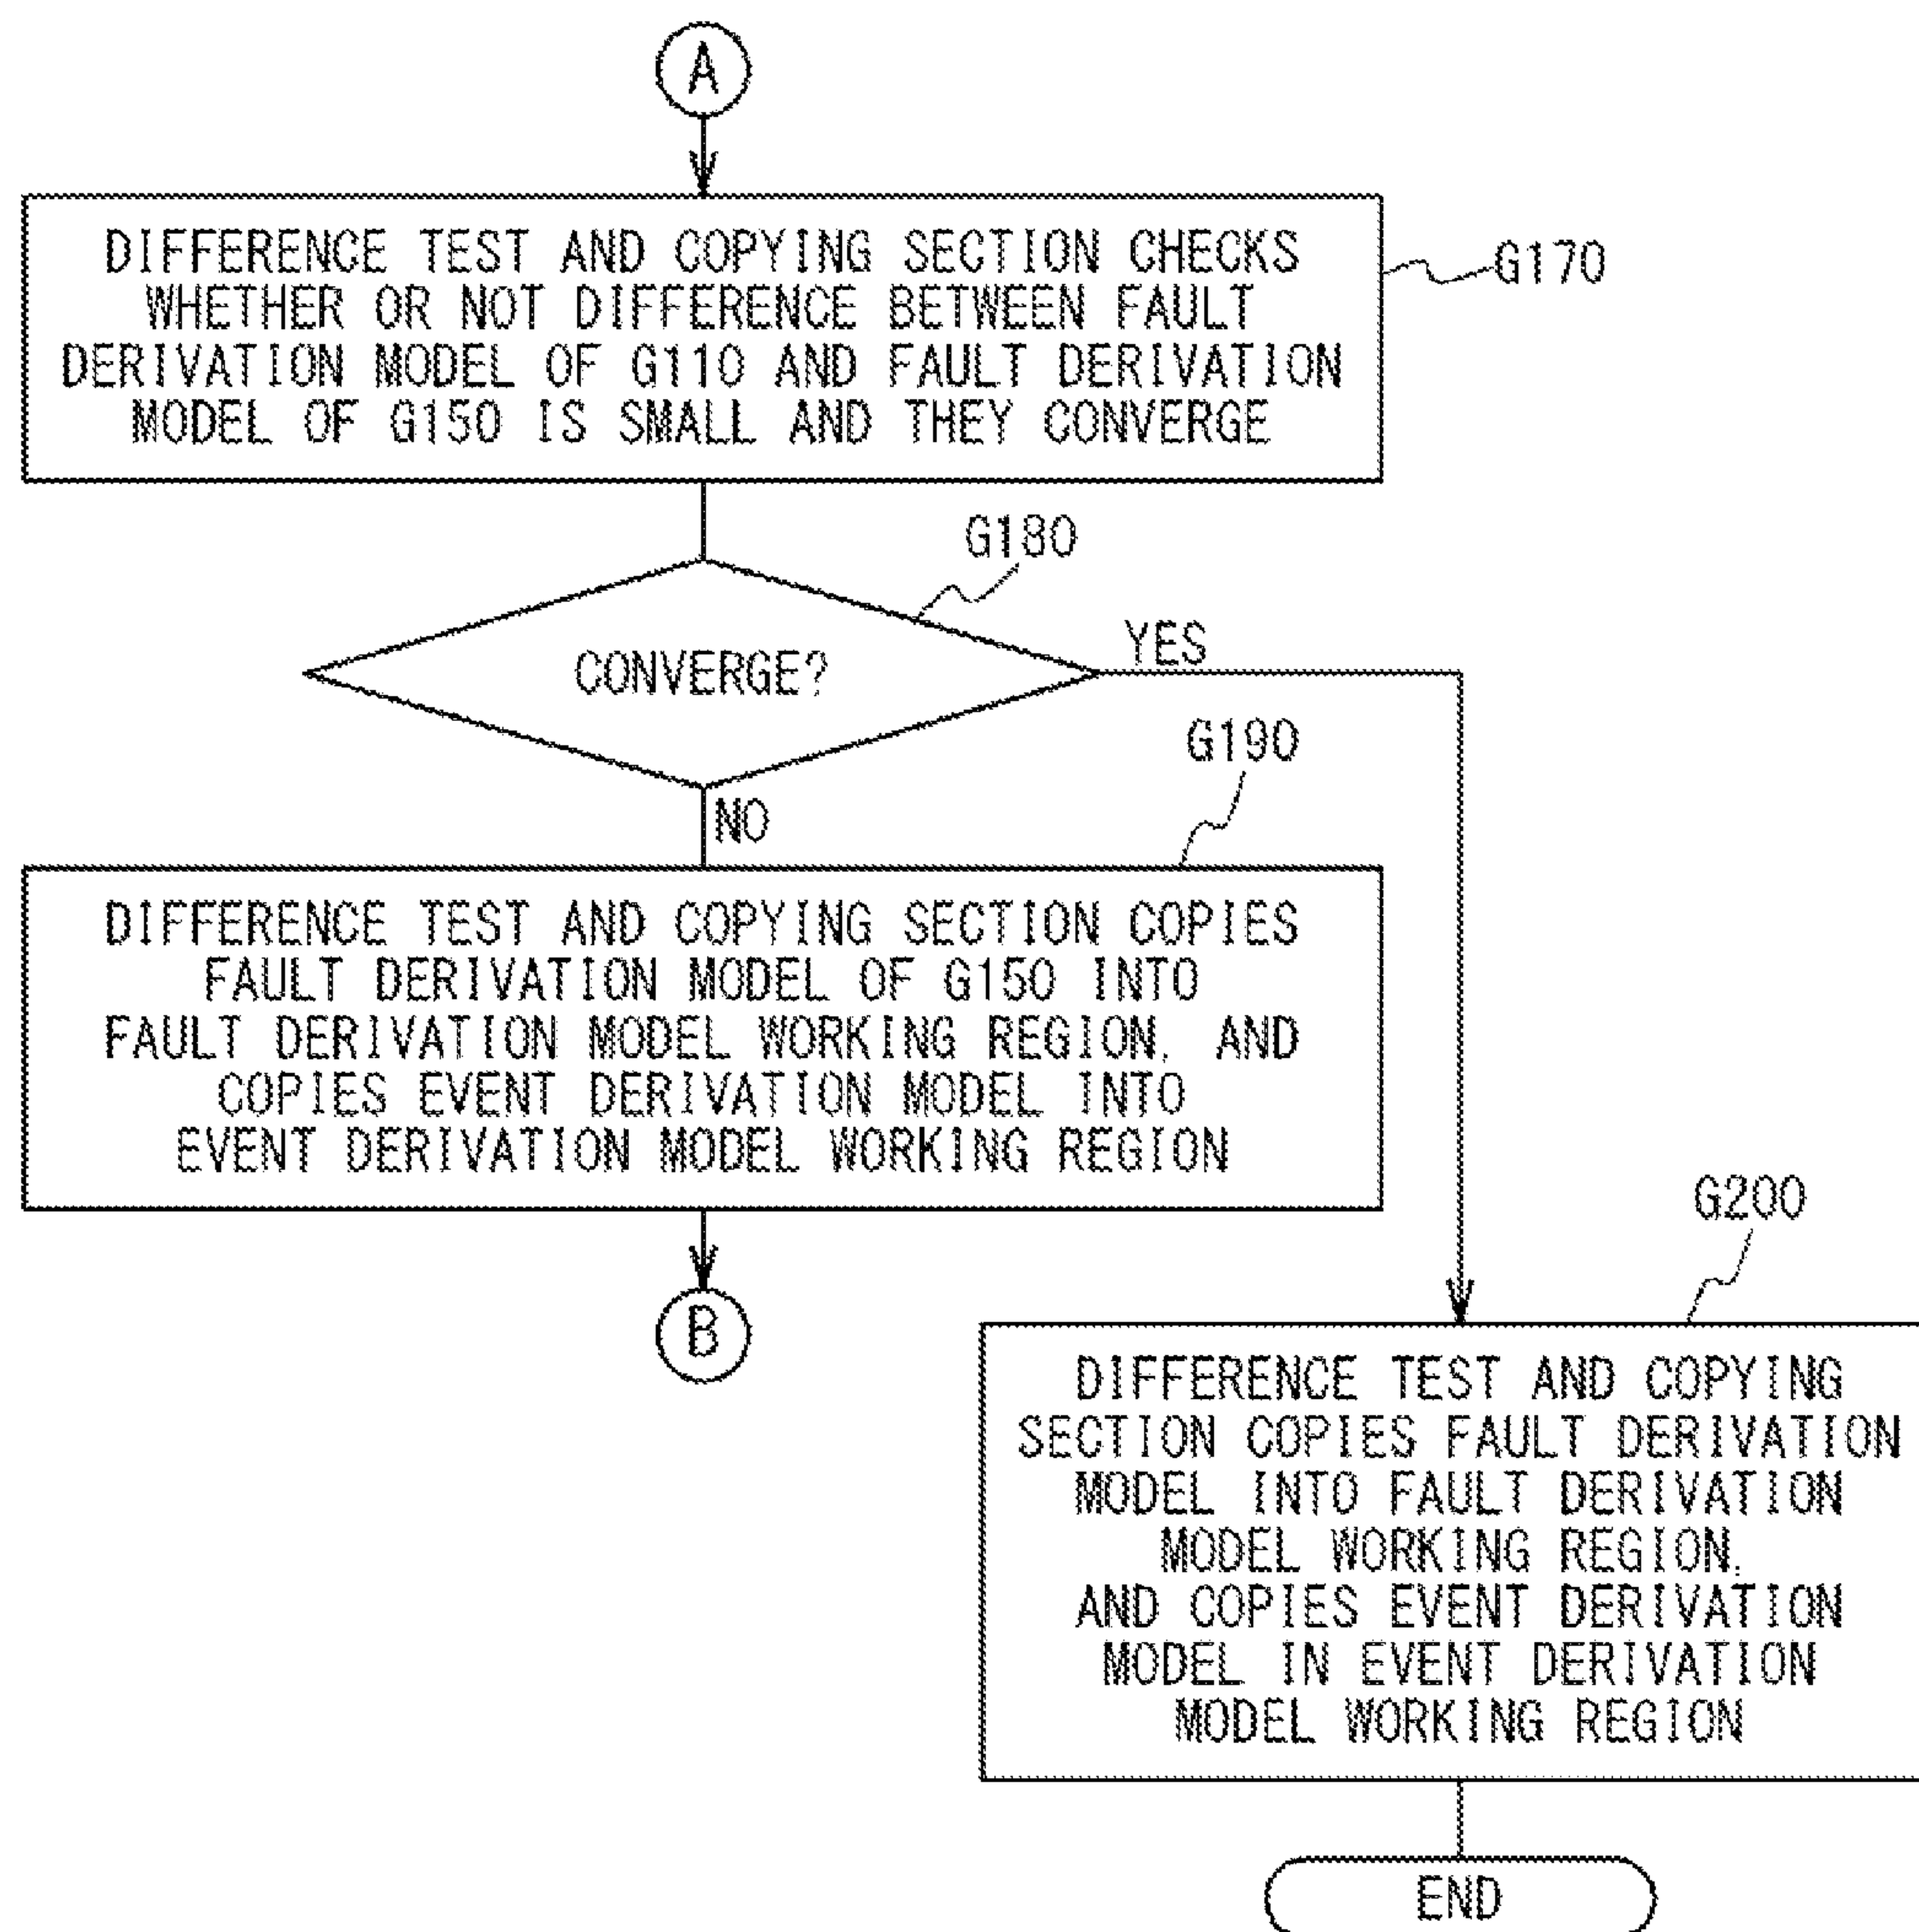 A
DIFFERENCE TEST AND COPYING SECTION CHECKS
WHETHER OR NOT DIFFERENCE BETWEEN FAULT
DERIVATION MODEL OF G110 AND FAULT DERIVATION
MODEL OF G150 IS SMALL AND THEY CONVERGE
G170
G180
CONVERGE?
YES
NO
G190
DIFFERENCE TEST AND COPYING SECTION COPIES
FAULT DERIVATION MODEL OF G150 INTO
FAULT DERIVATION MODEL WORKING REGION, AND
COPIES EVENT DERIVATION MODEL INTO
EVENT DERIVATION MODEL WORKING REGION
B
G200
DIFFERENCE TEST AND COPYING
SECTION COPIES FAULT DERIVATION
MODEL INTO FAULT DERIVATION
MODEL WORKING REGION,
AND COPIES EVENT DERIVATION
MODEL IN EVENT DERIVATION
MODEL WORKING REGION
END